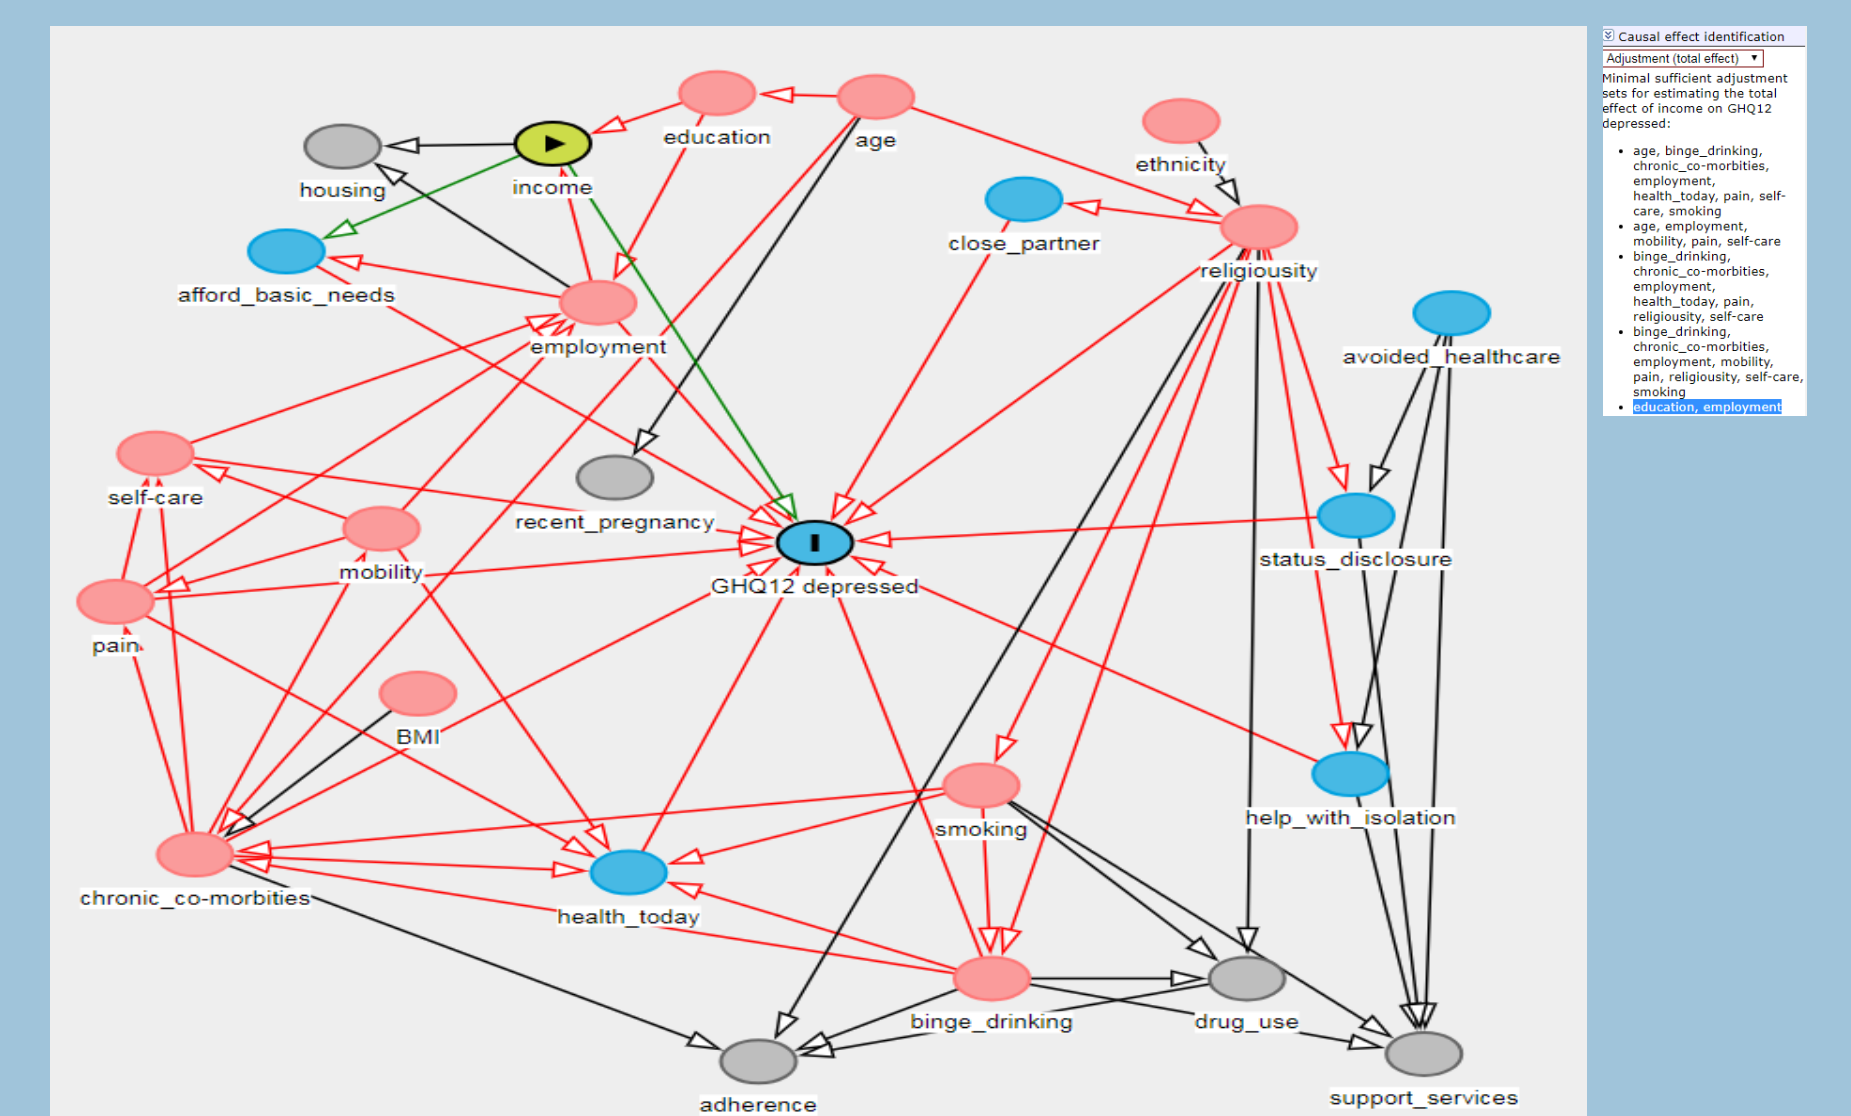 education
age
ethnicity
housing
income
close_partner
religiousity
afford_basic_needs
employment
avoided_healthcare
self-care
recent_pregnancy
mobility
GHQ12 depressed
status_disclosure
pain
BMI
smoking
help_with_isolation
chronic_co-morbities
health_today
binge_drinking
drug_use
adherence
support_services
Causal effect identification
Adjustment (total effect)
Minimal sufficient adjustment
sets for estimating the total
effect of income on GHQ12
depressed:
age, binge_drinking,
chronic_co-morbities,
employment,
health_today, pain, self-
care, smoking
age, employment,
mobility, pain, self-care
binge_drinking,
chronic_co-morbities,
employment,
health_today, pain,
religiousity, self-care
binge_drinking,
chronic_co-morbities,
employment, mobility,
pain, religiousity, self-care,
smoking
education, employment